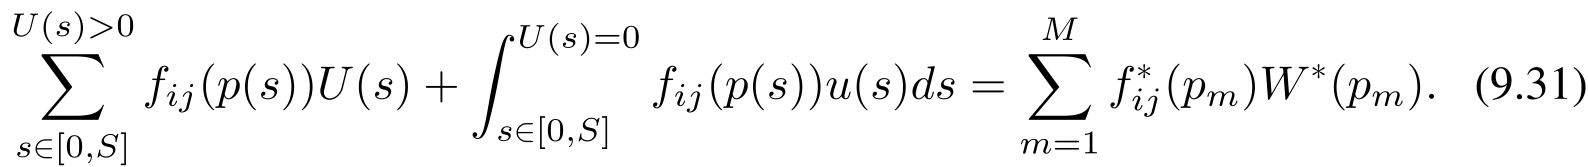 \sum_{s\in[0,S]}^{U(s)>0} f_{ij}(p(s))U(s) + \int_{s\in[0,S]}^{U(s)=0} f_{ij}(p(s))u(s)ds = \sum_{m=1}^{M} f_{ij}^{*}(p_m)W^{*}(p_m). (9.31)